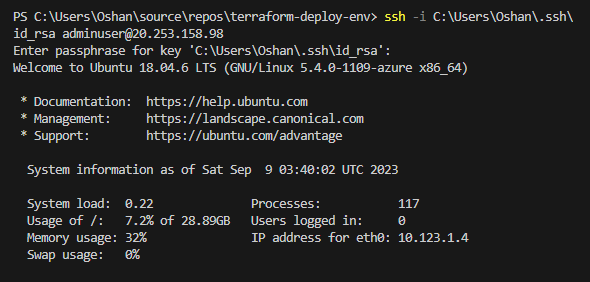 PS C:\Users\Oshan\source\repos\terraform-deploy-env> ssh -i C:\Users\Oshan\.ssh\
id_rsa adminuser@20.253.158.98
Enter passphrase for key 'C:\Users\Oshan\.ssh\id_rsa':
Welcome to Ubuntu 18.04.6 LTS (GNU/Linux 5.4.0-1109-azure x86_64)

 * Documentation:  https://help.ubuntu.com
 * Management:     https://landscape.canonical.com
 * Support:        https://ubuntu.com/advantage

  System information as of Sat Sep  9 03:40:02 UTC 2023

  System load:  0.22              Processes:           117
  Usage of /:   7.2% of 28.89GB   Users logged in:     0
  Memory usage: 32%               IP address for eth0: 10.123.1.4
  Swap usage:   0%